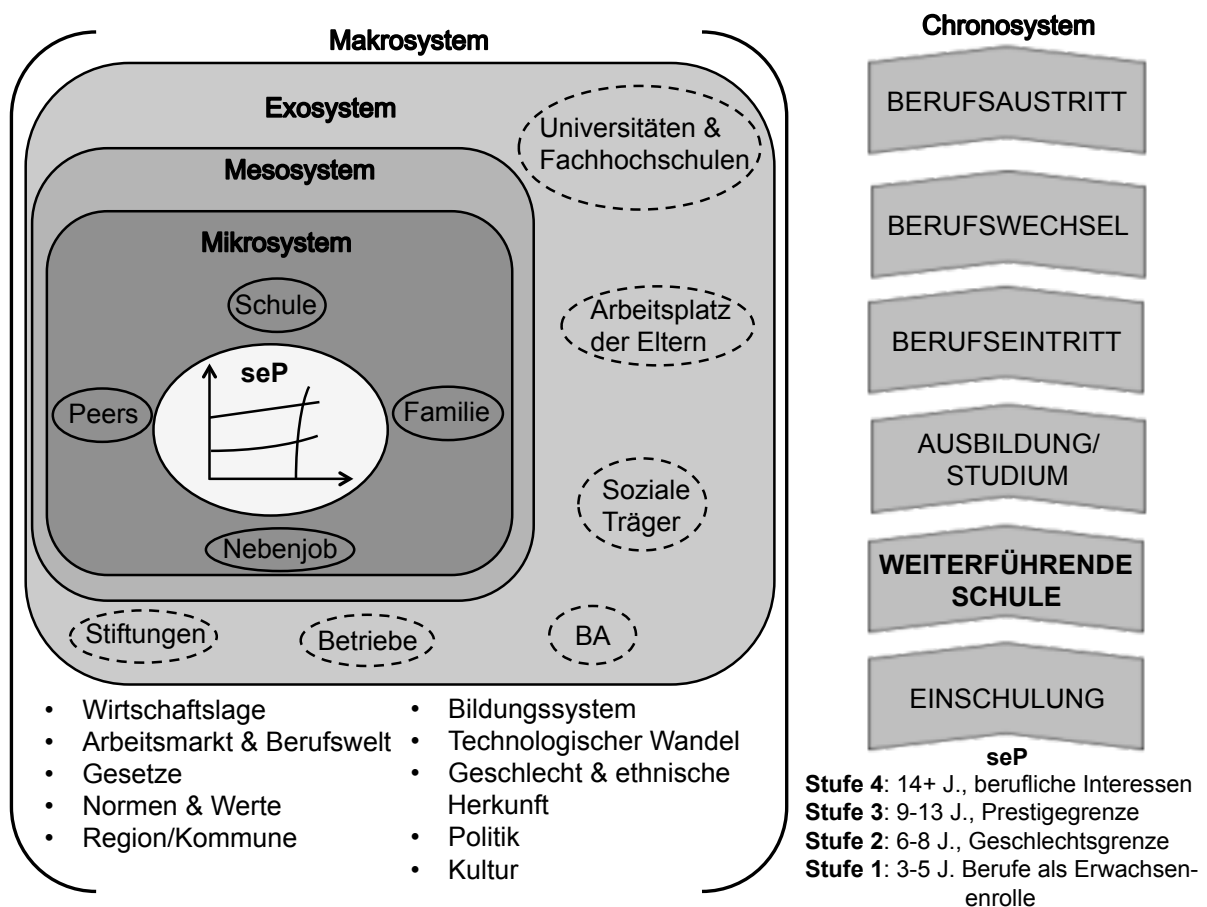 Makrosystem
Exosystem
Mesosystem
Mikrosystem
Schule
seP
Peers
Familie
Nebenjob
Universitäten &
Fachhochschulen
Arbeitsplatz
der Eltern
Soziale
Träger
Stiftungen
Betriebe
BA
• Wirtschaftslage
• Arbeitsmarkt & Berufswelt
• Gesetze
• Normen & Werte
• Region/Kommune
• Bildungssystem
• Technologischer Wandel
• Geschlecht & ethnische
Herkunft
• Politik
• Kultur
Chronosystem
BERUFSAUSTRITT
BERUFSWECHSEL
BERUFSEINTRITT
AUSBILDUNG/
STUDIUM
WEITERFÜHRENDE
SCHULE
EINSCHULUNG
seP
Stufe 4: 14+ J., berufliche Interessen
Stufe 3: 9-13 J., Prestigegrenze
Stufe 2: 6-8 J., Geschlechtsgrenze
Stufe 1: 3-5 J. Berufe als Erwachsen-
enrolle